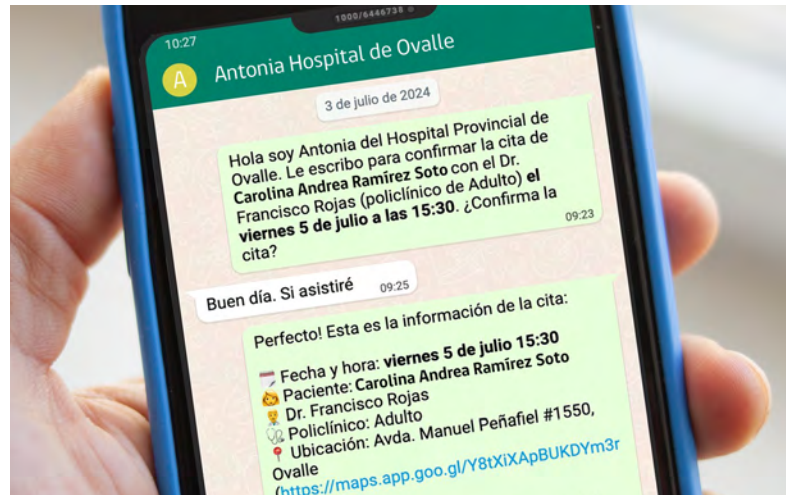 1000/6446738
10:27
A
Antonia Hospital de Ovalle
3 de julio de 2024
Hola soy Antonia del Hospital Provincial de
Ovalle. Le escribo para confirmar la cita de
Carolina Andrea Ramírez Soto con el Dr.
Francisco Rojas (policlínico de Adulto) el
viernes 5 de julio a las 15:30. ¿Confirma la
cita?
09:23
Buen día. Si asistiré
09:25
Perfecto! Esta es la información de la cita:
🗓️ Fecha y hora: viernes 5 de julio 15:30
👩 Paciente: Carolina Andrea Ramírez Soto
👨‍⚕️ Dr. Francisco Rojas
🩺 Policlínico: Adulto
📍 Ubicación: Avda. Manuel Peñafiel #1550,
Ovalle
(https://maps.app.goo.gl/Y8tXiXApBUKDYm3r